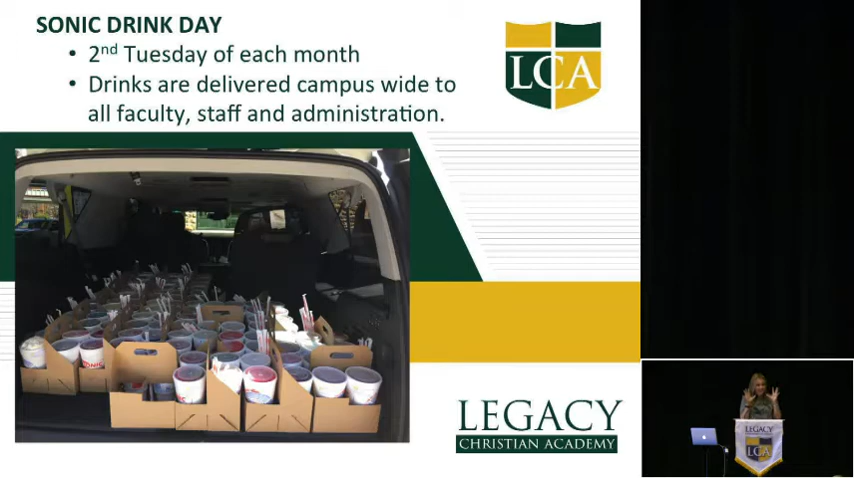 SONIC DRINK DAY
• 2nd Tuesday of each month
• Drinks are delivered campus wide to
all faculty, staff and administration.
LCA
SONIC
LEGACY
CHRISTIAN ACADEMY
LEGACY
LCA